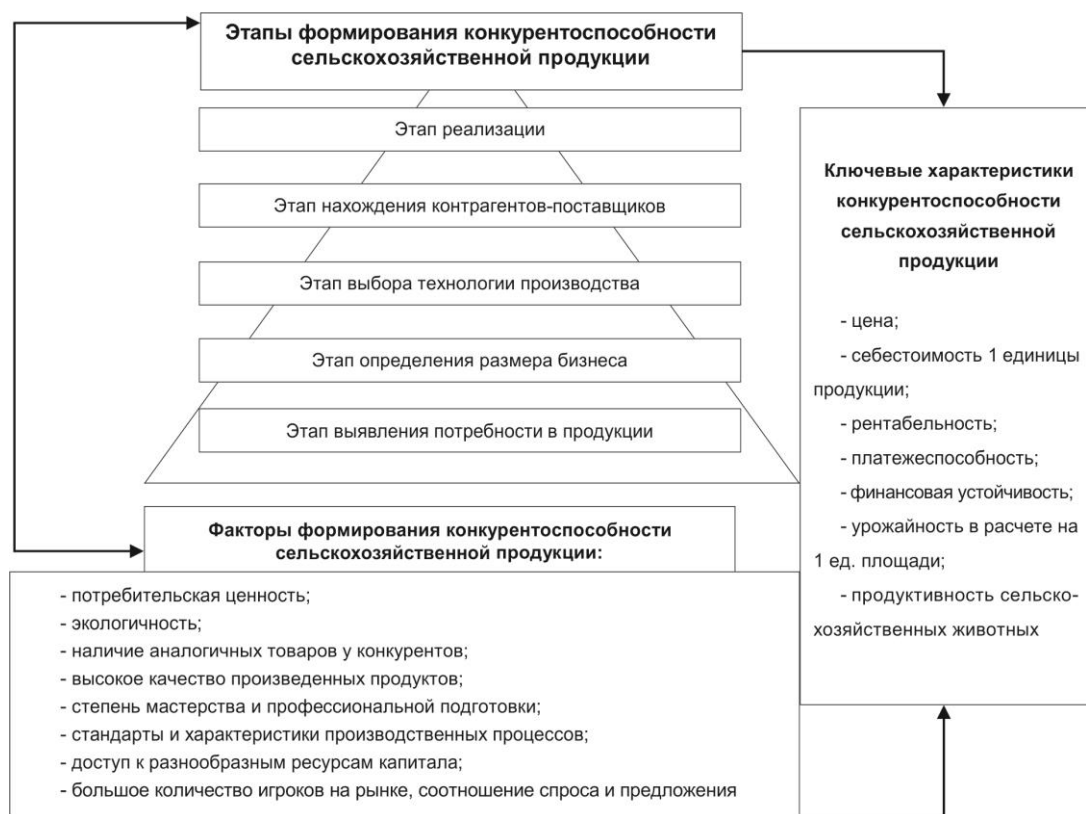 Этапы формирования конкурентоспособности
сельскохозяйственной продукции
Этап реализации
Этап нахождения контрагентов-поставщиков
Этап выбора технологии производства
Этап определения размера бизнеса
Этап выявления потребности в продукции
Факторы формирования конкурентоспособности
сельскохозяйственной продукции:
- потребительская ценность;
- экологичность;
- наличие аналогичных товаров у конкурентов;
- высокое качество произведенных продуктов;
- степень мастерства и профессиональной подготовки;
- стандарты и характеристики производственных процессов;
- доступ к разнообразным ресурсам капитала;
- большое количество игроков на рынке, соотношение спроса и предложения
Ключевые характеристики
конкурентоспособности
сельскохозяйственной
продукции
- цена;
- себестоимость 1 единицы
продукции;
- рентабельность;
- платежеспособность;
- финансовая устойчивость;
- урожайность в расчете на
1 ед. площади;
- продуктивность сельско-
хозяйственных животных